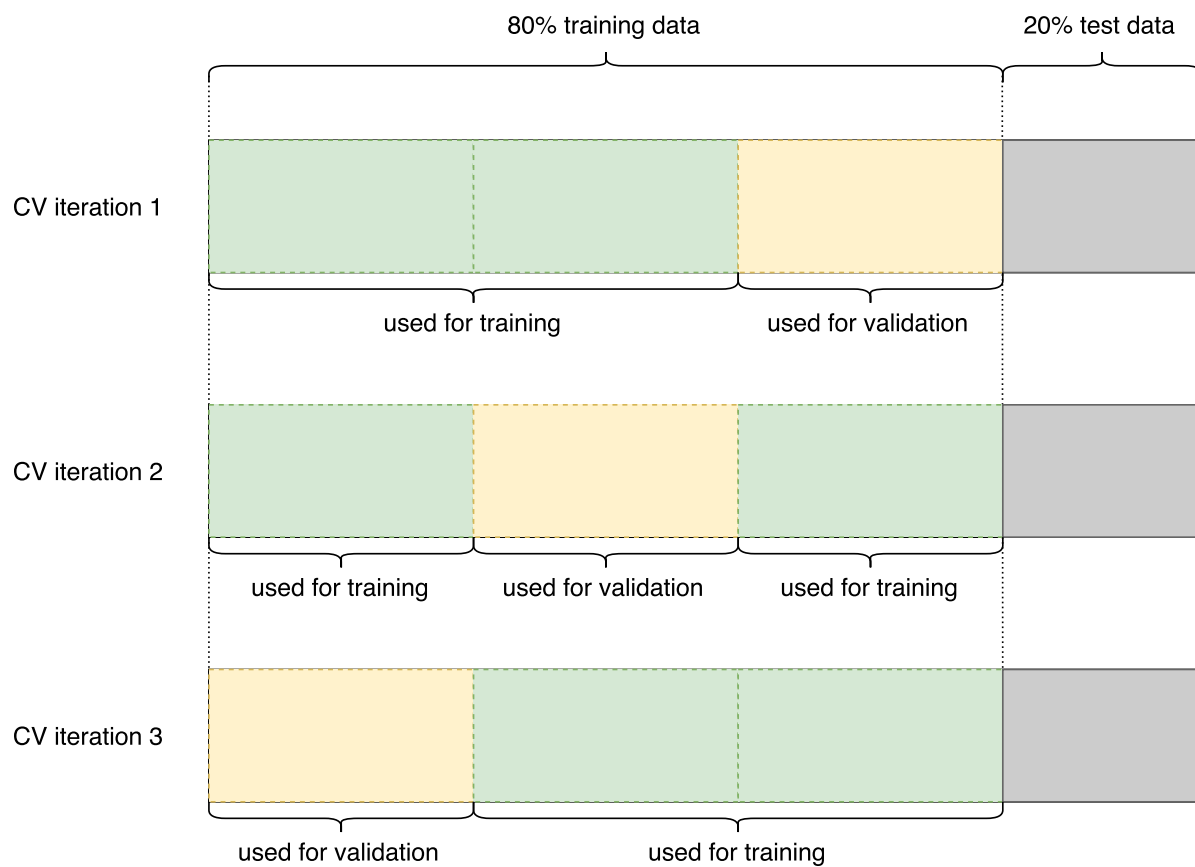 80% training data
20% test data
CV iteration 1
used for training
used for validation
CV iteration 2
used for training
used for validation
used for training
CV iteration 3
used for validation
used for training